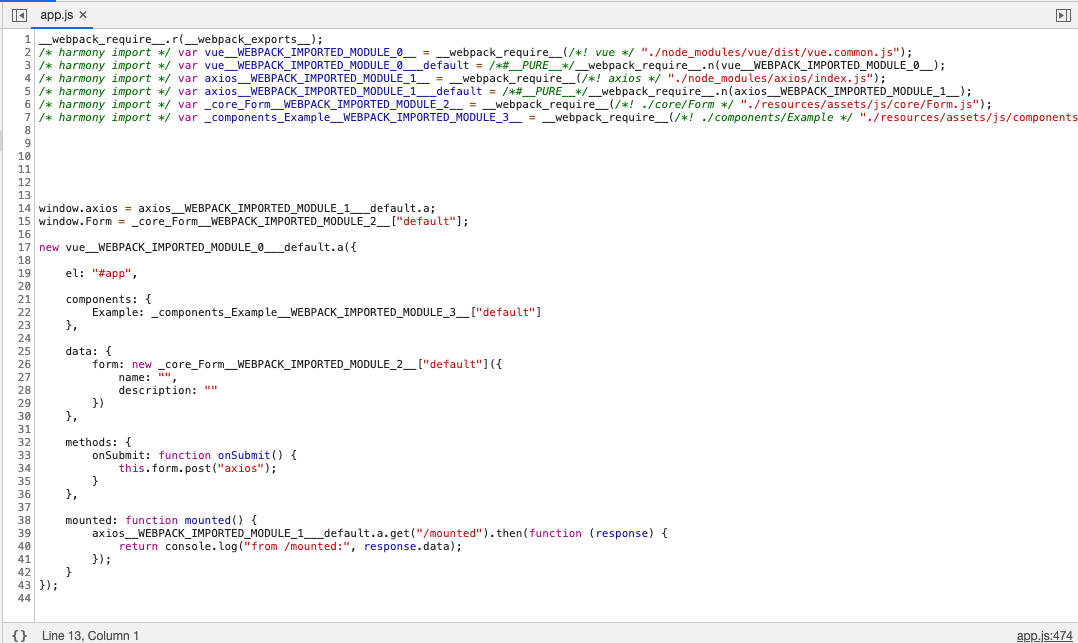 app.js ×
1 __webpack_require__.r(__webpack_exports__);
2 /* harmony import */ var vue__WEBPACK_IMPORTED_MODULE_0__ = __webpack_require__(/*! vue */ "./node_modules/vue/dist/vue.common.js");
3 /* harmony import */ var vue__WEBPACK_IMPORTED_MODULE_0___default = /*#__PURE__*/__webpack_require__.n(vue__WEBPACK_IMPORTED_MODULE_0__);
4 /* harmony import */ var axios__WEBPACK_IMPORTED_MODULE_1__ = __webpack_require__(/*! axios */ "./node_modules/axios/index.js");
5 /* harmony import */ var axios__WEBPACK_IMPORTED_MODULE_1___default = /*#__PURE__*/__webpack_require__.n(axios__WEBPACK_IMPORTED_MODULE_1__);
6 /* harmony import */ var _core_Form__WEBPACK_IMPORTED_MODULE_2__ = __webpack_require__(/*! ./core/Form */ "./resources/assets/js/core/Form.js");
7 /* harmony import */ var _components_Example__WEBPACK_IMPORTED_MODULE_3__ = __webpack_require__(/*! ./components/Example */ "./resources/assets/js/components
8
9
10
11
12
13
14 window.axios = axios__WEBPACK_IMPORTED_MODULE_1___default.a;
15 window.Form = _core_Form__WEBPACK_IMPORTED_MODULE_2__["default"];
16
17 new vue__WEBPACK_IMPORTED_MODULE_0___default.a({
18
19     el: "#app",
20
21     components: {
22         Example: _components_Example__WEBPACK_IMPORTED_MODULE_3__["default"]
23     },
24
25     data: {
26         form: new _core_Form__WEBPACK_IMPORTED_MODULE_2__["default"]({
27             name: "",
28             description: ""
29         })
30     },
31
32     methods: {
33         onSubmit: function onSubmit() {
34             this.form.post("axios");
35         }
36     },
37
38     mounted: function mounted() {
39         axios__WEBPACK_IMPORTED_MODULE_1___default.a.get("/mounted").then(function (response) {
40             return console.log("from /mounted:", response.data);
41         });
42     }
43 });
44
{} Line 13, Column 1 app.js:474